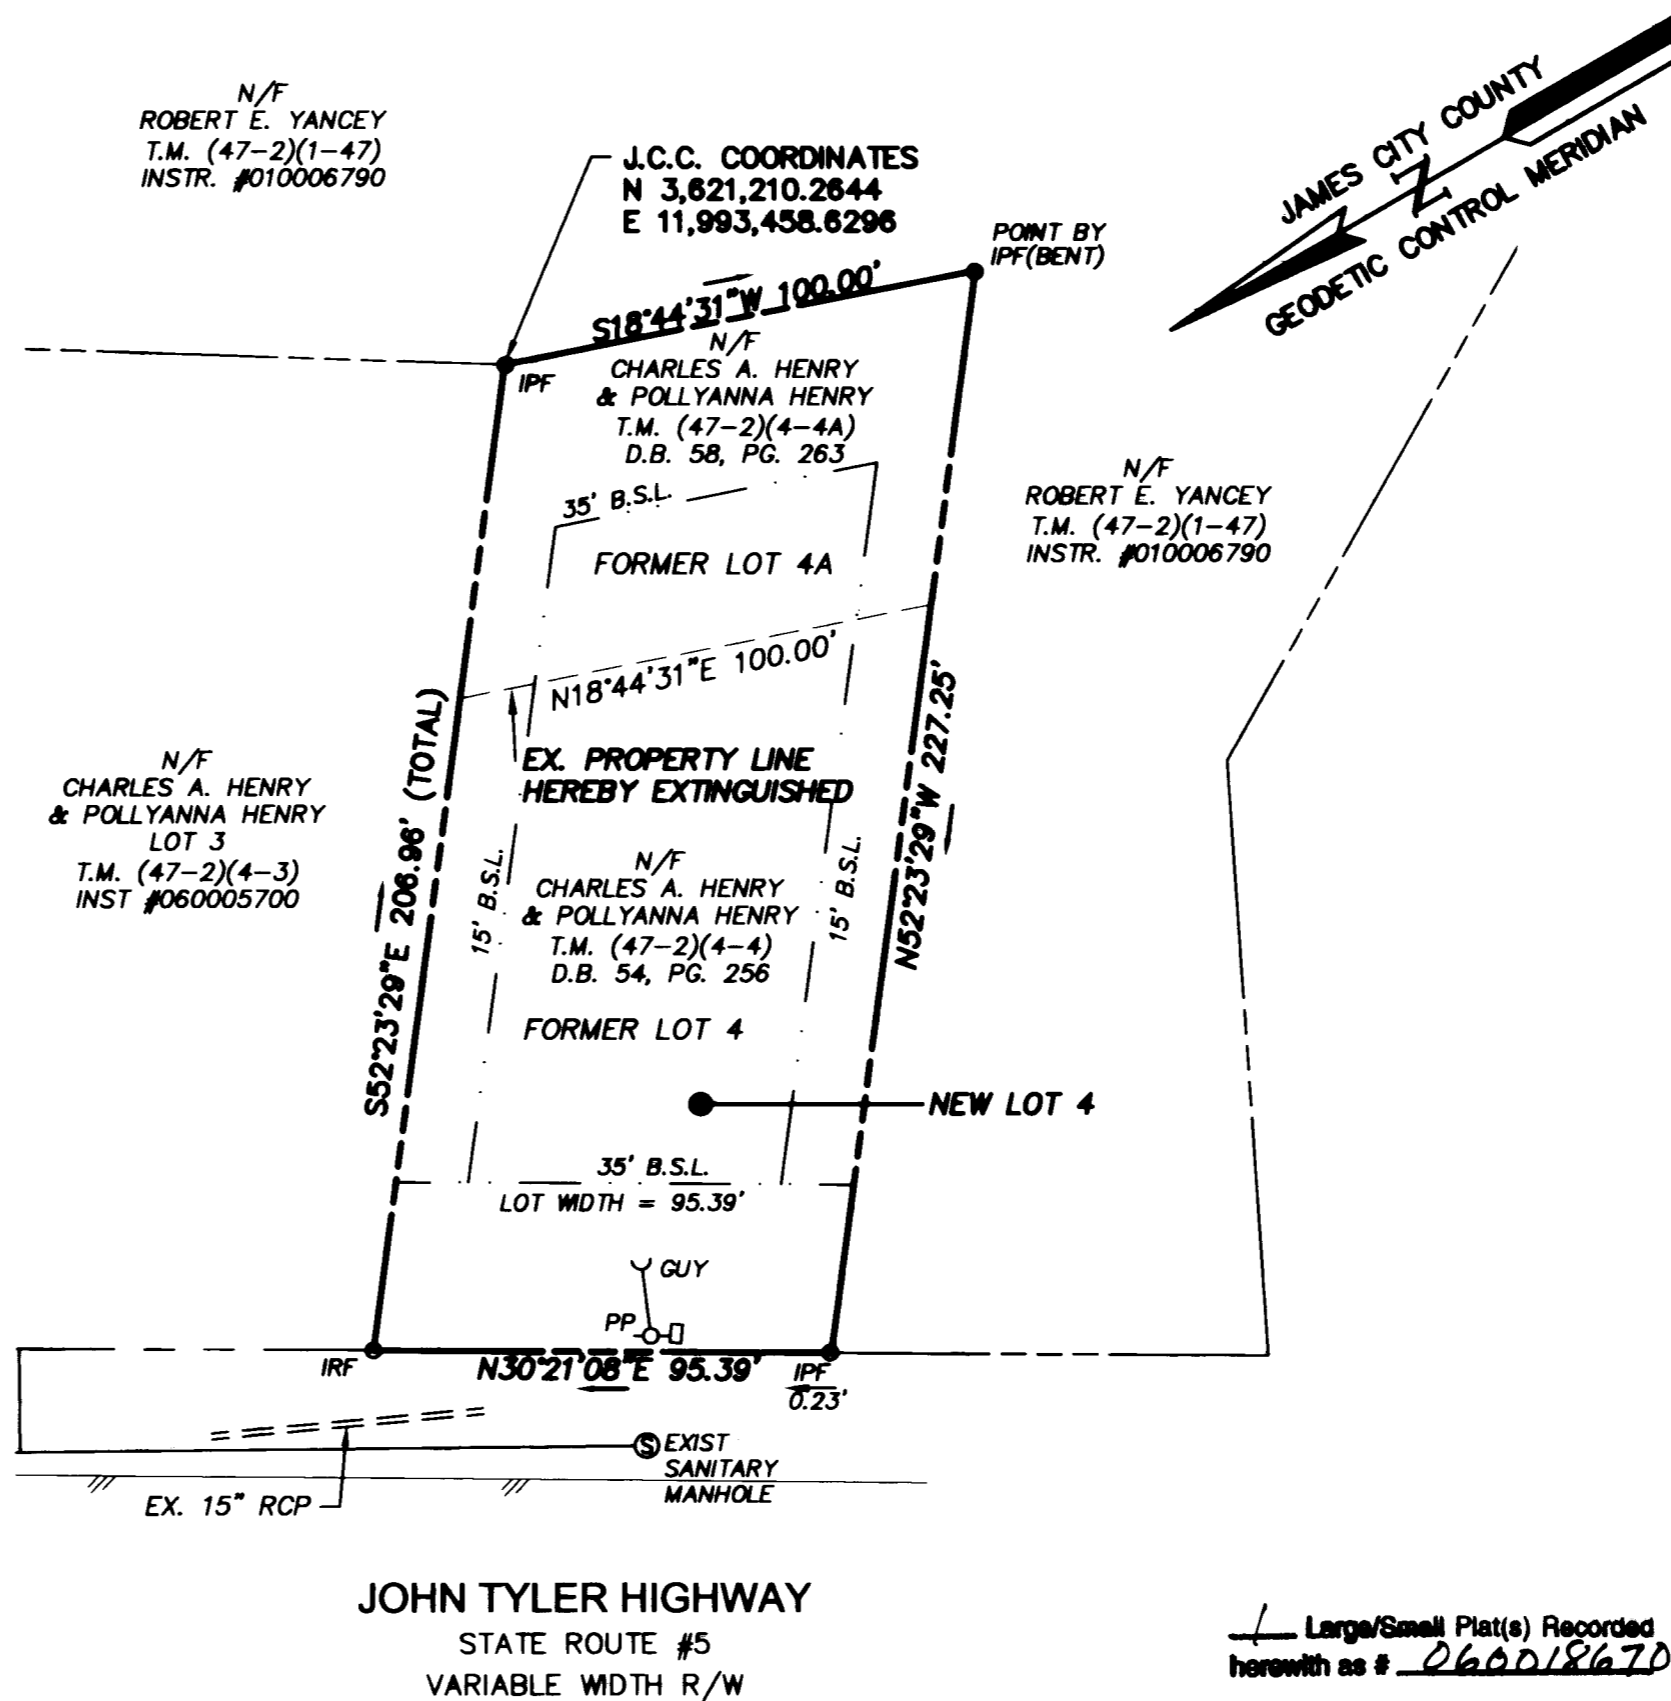 N/F
ROBERT E. YANCEY
T.M. (47-2)(1-47)
INSTR. #010006790
J.C.C. COORDINATES
N 3,621,210.2644
E 11,993,458.6296
POINT BY
IPF(BENT)
JAMES CITY COUNTY
N
GEODETIC CONTROL MERIDIAN
S18°44'31"W 100.00'
IPF
N/F
CHARLES A. HENRY
& POLLYANNA HENRY
T.M. (47-2)(4-4A)
D.B. 58, PG. 263
35' B.S.L.
FORMER LOT 4A
N/F
ROBERT E. YANCEY
T.M. (47-2)(1-47)
INSTR. #010006790
N18°44'31"E 100.00'
EX. PROPERTY LINE
HEREBY EXTINGUISHED
N/F
CHARLES A. HENRY
& POLLYANNA HENRY
LOT 3
T.M. (47-2)(4-3)
INST #060005700
S52°23'29"E 206.96' (TOTAL)
15' B.S.L.
N/F
CHARLES A. HENRY
& POLLYANNA HENRY
T.M. (47-2)(4-4)
D.B. 54, PG. 256
15' B.S.L.
N52°23'29"W 227.25'
FORMER LOT 4
NEW LOT 4
35' B.S.L.
LOT WIDTH = 95.39'
GUY
PP
IRF
N30°21'08"E 95.39'
IPF
0.23'
S
EXIST
SANITARY
MANHOLE
EX. 15" RCP
JOHN TYLER HIGHWAY
STATE ROUTE #5
VARIABLE WIDTH R/W
Large/Small Plat(s) Recorded
herewith as # 060018670